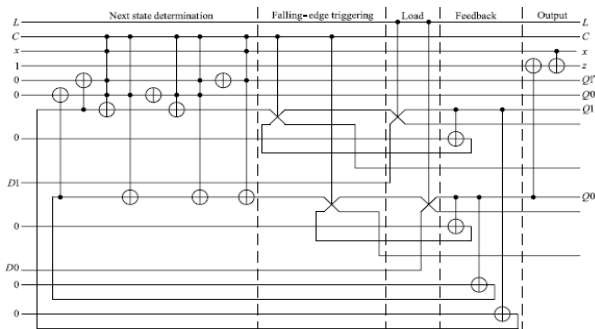 Next state determination Falling-edge triggering Load Feedback Output
L L
C C
x x
1 z
0 Q1'
0 Q0
Q1
0
D1
Q0
0
D0
0
0